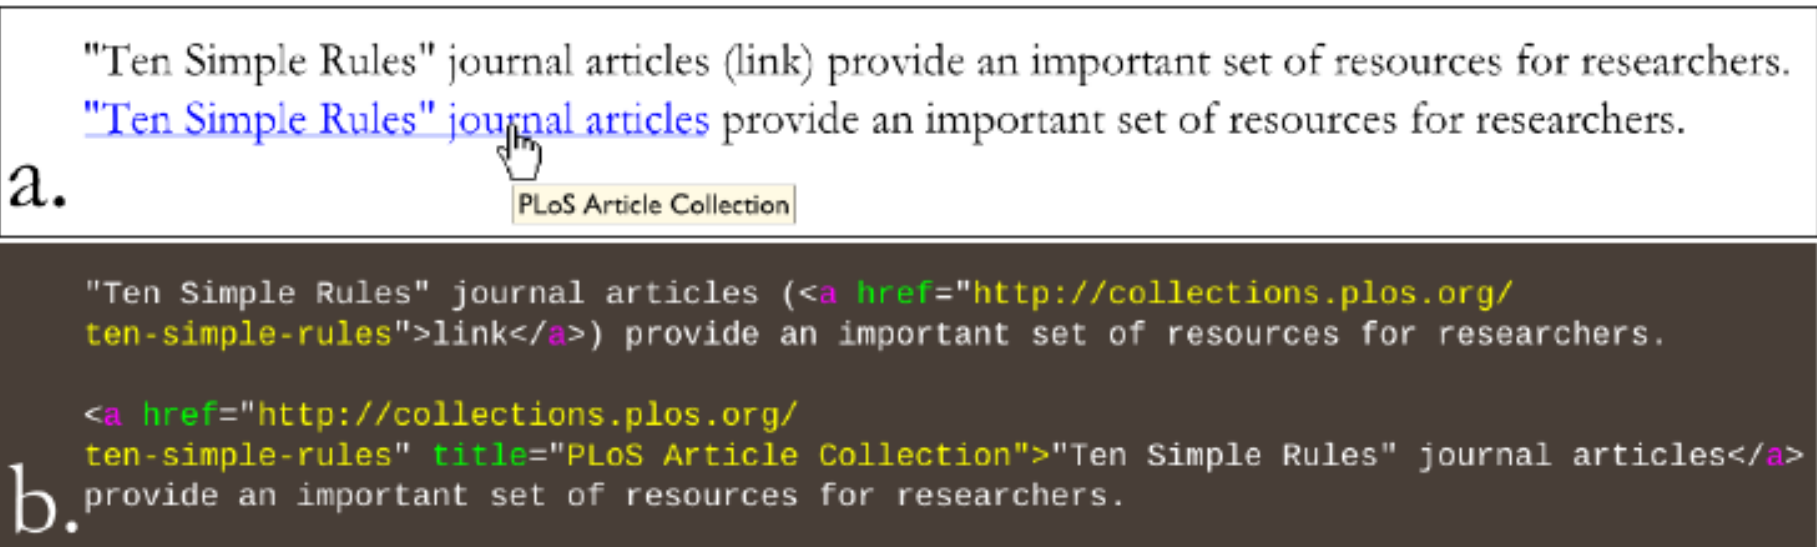 "Ten Simple Rules" journal articles (link) provide an important set of resources for researchers.
"Ten Simple Rules" journal articles provide an important set of resources for researchers.
a.
PLoS Article Collection
"Ten Simple Rules" journal articles (<a href="http://collections.plos.org/
ten-simple-rules">link</a>) provide an important set of resources for researchers.
<a href="http://collections.plos.org/
ten-simple-rules" title="PLoS Article Collection">"Ten Simple Rules" journal articles</a>
provide an important set of resources for researchers.
b.